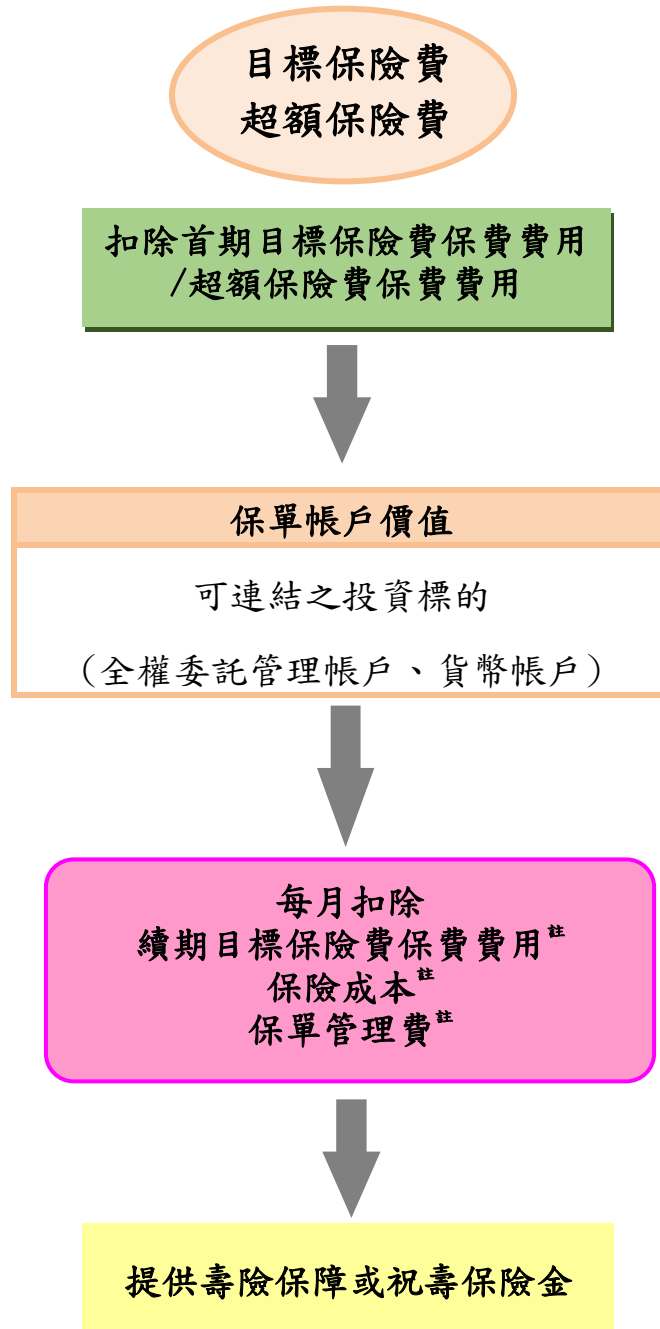 目標保險費
超額保險費
扣除首期目標保險費保費費用
/超額保險費保費費用
保單帳戶價值
可連結之投資標的
（全權委託管理帳戶、貨幣帳戶）
每月扣除
續期目標保險費保費費用註
保險成本註
保單管理費註
提供壽險保障或祝壽保險金